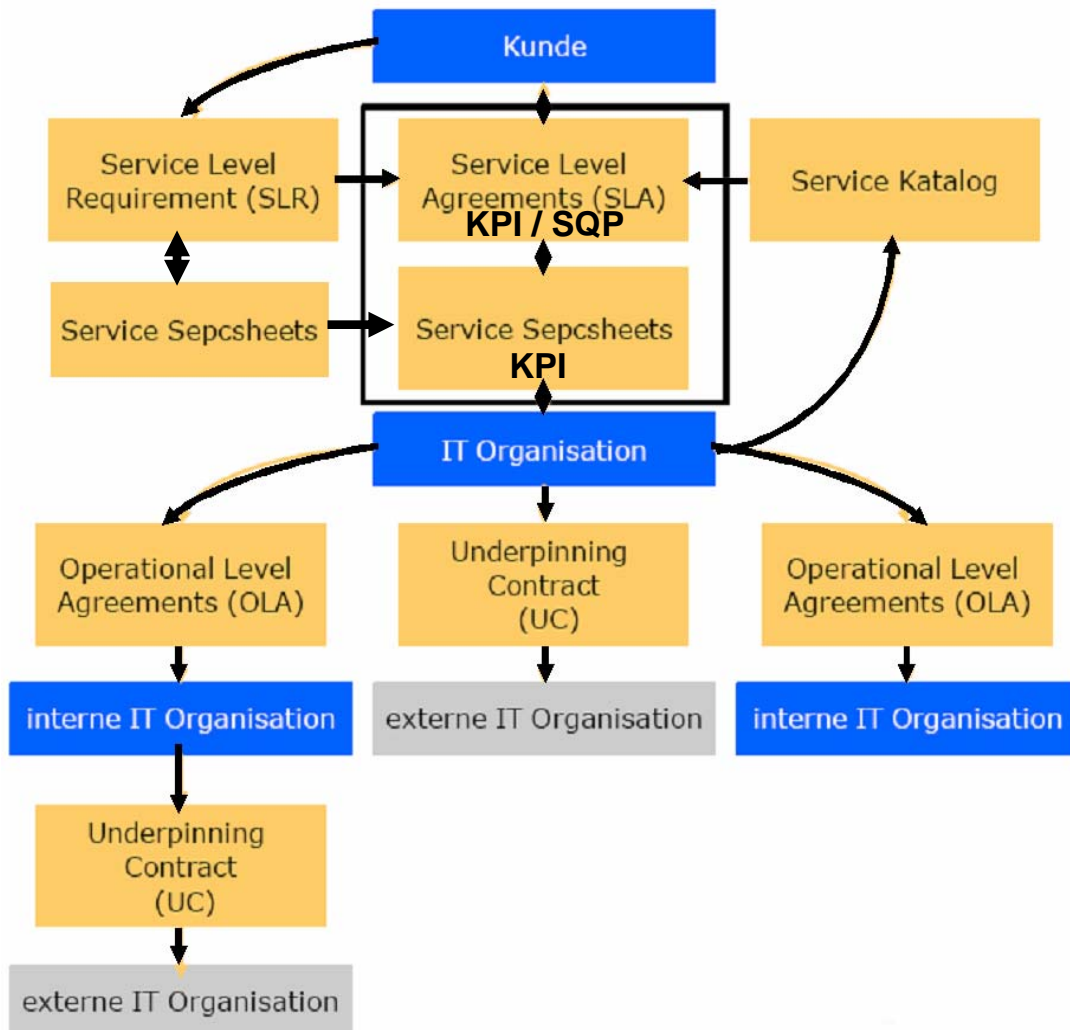 Kunde
Service Level
Requirement (SLR)
Service Level
Agreements (SLA)
KPI / SQP
Service Katalog
Service Sepcsheets
Service Sepcsheets
KPI
IT Organisation
Operational Level
Agreements (OLA)
Underpinning
Contract
(UC)
Operational Level
Agreements (OLA)
interne IT Organisation
externe IT Organisation
interne IT Organisation
Underpinning
Contract
(UC)
externe IT Organisation